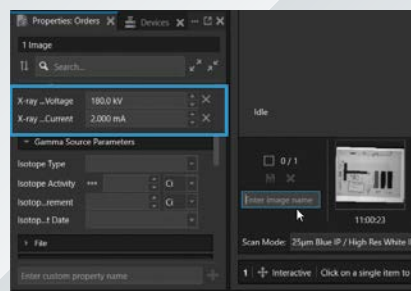 Properties: Orders
Devices
1 Image
Search...
X-ray ...Voltage 180.0 kV
X-ray ...Current 2.000 mA
Gamma Source Parameters
Isotope Type
Isotope Activity ••• Ci
Isotop...rement Ci
Isotop...t Date
File
Enter custom property name
Idle
0 / 1
Enter image name
11:00:23
Scan Mode: 25µm Blue IP / High Res White I
1 Interactive Click on a single item to